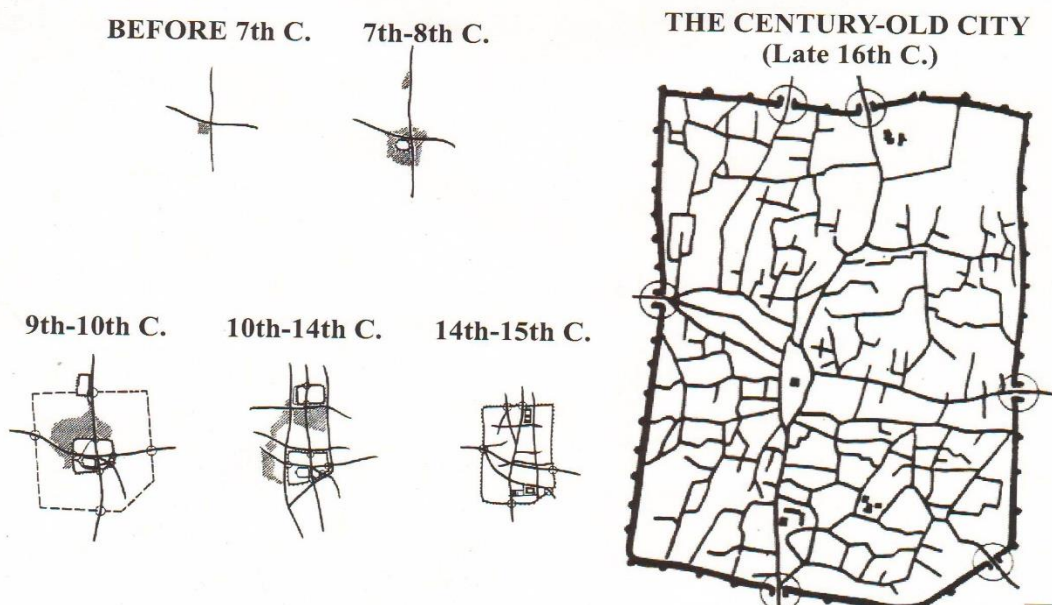 BEFORE 7th C.
7th-8th C.
THE CENTURY-OLD CITY
(Late 16th C.)
9th-10th C.
10th-14th C.
14th-15th C.